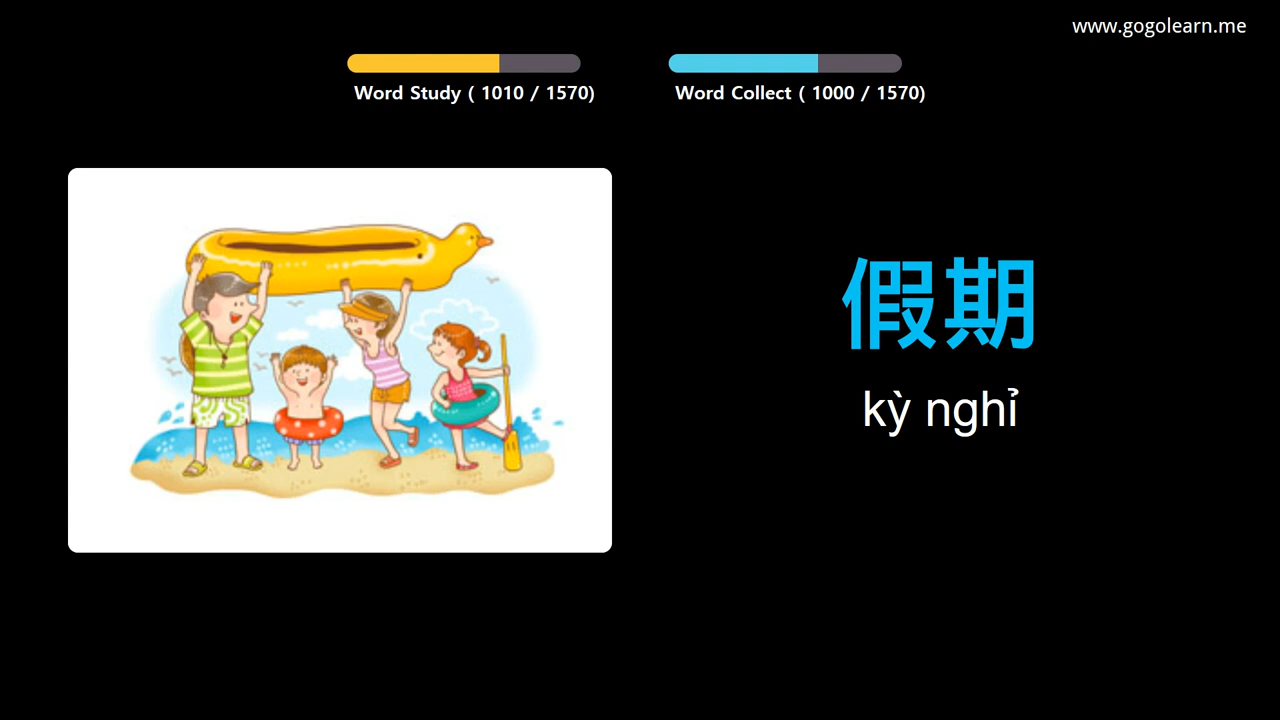 www.gogolearn.me
Word Study ( 1010 / 1570)
Word Collect ( 1000 / 1570)
假期
kỳ nghỉ